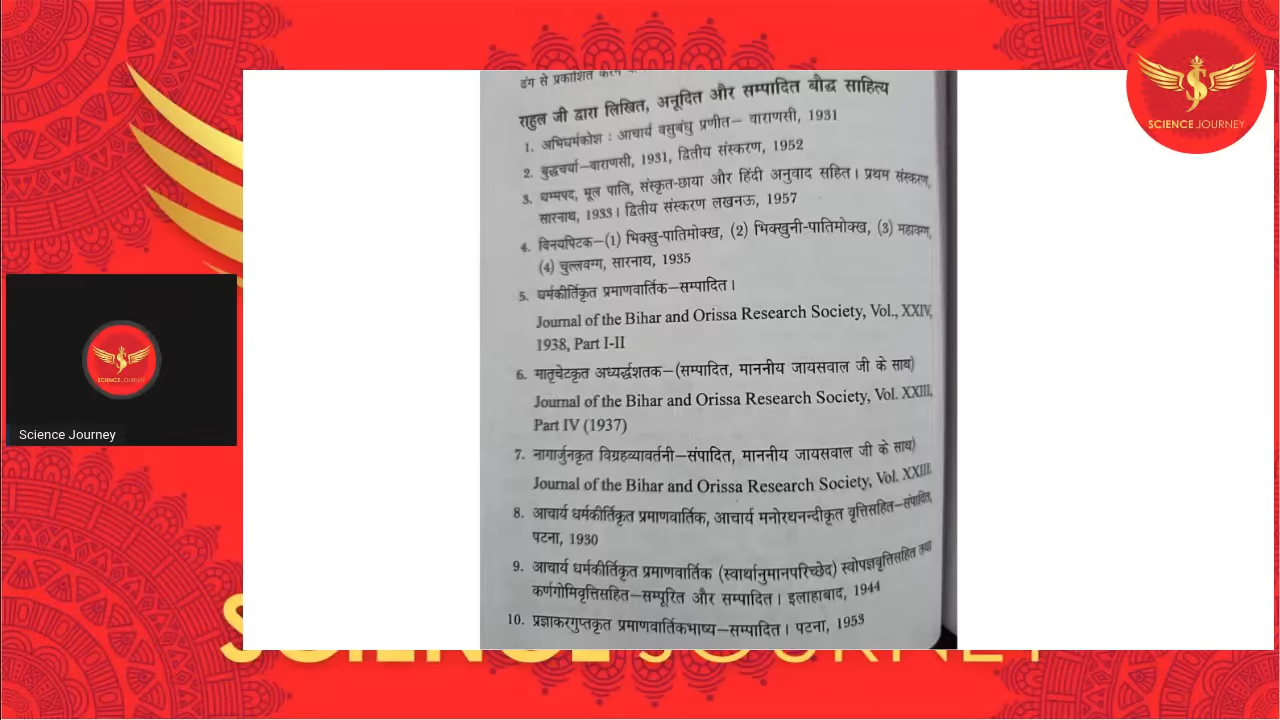 ढंग से प्रकाशित करने
राहुल जी द्वारा लिखित, अनूदित और सम्पादित बौद्ध साहित्य
1. अभिधर्मकोश : आचार्य वसुबंधु प्रणीत– वाराणसी, 1931
2. बुद्धचर्या–वाराणसी, 1931, द्वितीय संस्करण, 1952
3. धम्मपद, मूल पालि, संस्कृत-छाया और हिंदी अनुवाद सहित। प्रथम संस्करण,
सारनाथ, 1933। द्वितीय संस्करण लखनऊ, 1957
4. विनयपिटक–(1) भिक्खु-पातिमोक्ख, (2) भिक्खुनी-पातिमोक्ख, (3) महावग्ग,
(4) चुल्लवग्ग, सारनाथ, 1935
5. धर्मकीर्तिकृत प्रमाणवार्तिक–सम्पादित।
Journal of the Bihar and Orissa Research Society, Vol., XXIV,
1938, Part I-II
6. मातृचेटकृत अध्यर्द्धशतक–(सम्पादित, माननीय जायसवाल जी के साथ)
Journal of the Bihar and Orissa Research Society, Vol. XXIII,
Part IV (1937)
7. नागार्जुनकृत विग्रहव्यावर्तनी–संपादित, माननीय जायसवाल जी के साथ)
Journal of the Bihar and Orissa Research Society, Vol. XXIII.
8. आचार्य धर्मकीर्तिकृत प्रमाणवार्तिक, आचार्य मनोरथनन्दीकृत वृत्तिसहित–संपादित,
पटना, 1930
9. आचार्य धर्मकीर्तिकृत प्रमाणवार्तिक (स्वार्थानुमानपरिच्छेद) स्वोपज्ञवृत्तिसहित तथा
कर्णगोमिवृत्तिसहित–सम्पूरित और सम्पादित। इलाहाबाद, 1944
10. प्रज्ञाकरगुप्तकृत प्रमाणवार्तिकभाष्य–सम्पादित। पटना, 1953
SCIENCE JOURNEY
SCIENCE JOURNEY
Science Journey
SCIENCE JOURNEY